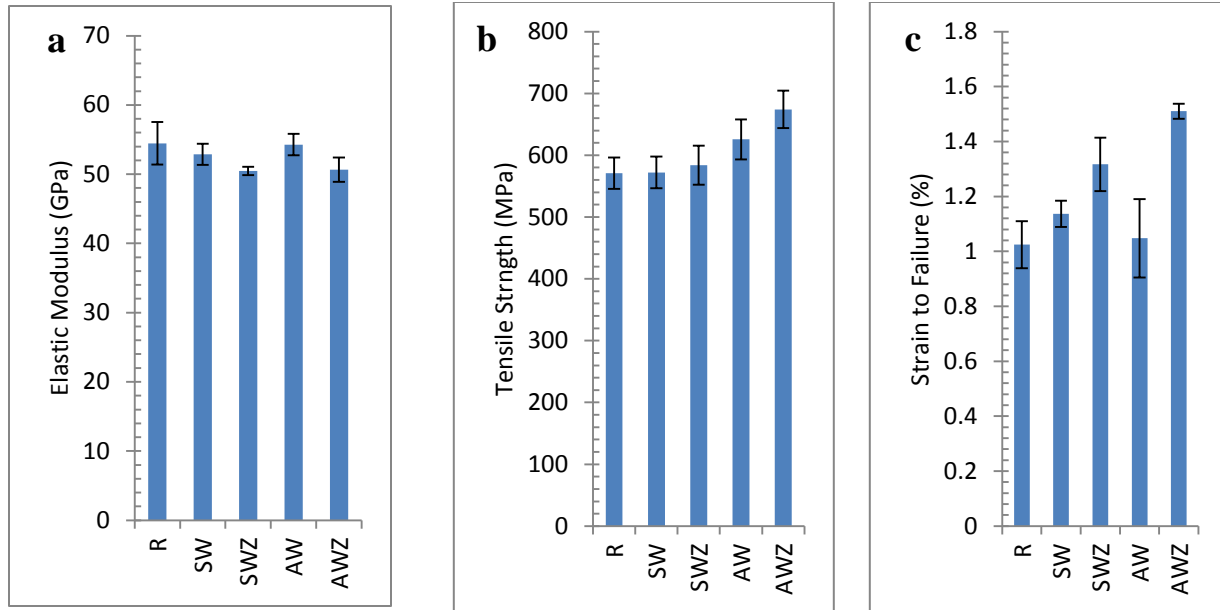 a
Elastic Modulus (GPa)
70
60
50
40
30
20
10
0
R
SW
SWZ
AW
AWZ
b
Tensile Strngth (MPa)
800
700
600
500
400
300
200
100
0
R
SW
SWZ
AW
AWZ
c
Strain to Failure (%)
1.8
1.6
1.4
1.2
1
0.8
0.6
0.4
0.2
0
R
SW
SWZ
AW
AWZ